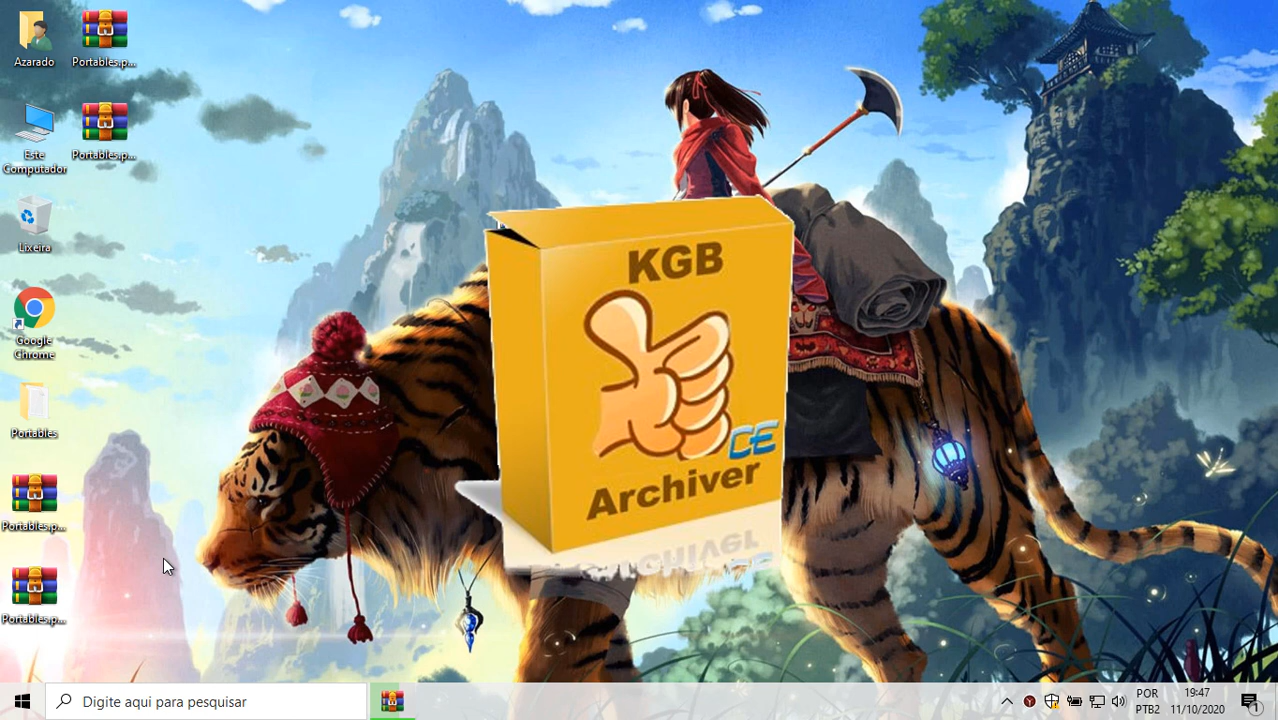 Azarado
Portables.p...
Este
Computador
Portables.p...
Lixeira
Google
Chrome
Portables
Portables.p...
Portables.p...
KGB
CE
Archiver
Digite aqui para pesquisar
POR
PTB2
19:47
11/10/2020
1